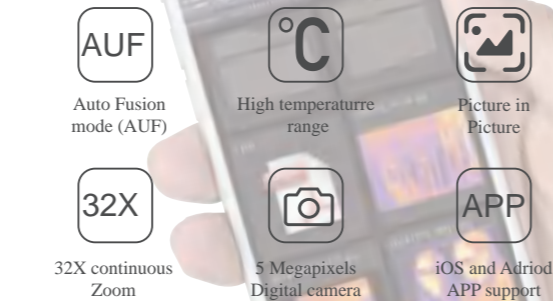 AUF
°C
Auto Fusion
mode (AUF)
High temperaturre
range
Picture in
Picture
32X
APP
32X continuous
Zoom
5 Megapixels
Digital camera
iOS and Adriod
APP support